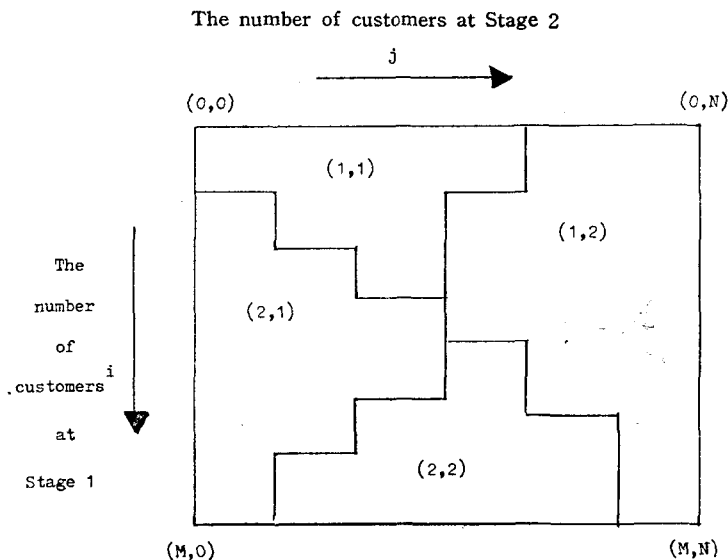 The number of customers at Stage 2
j
(0,0)
(0,N)
(1,1)
(1,2)
The
number
of
customers
i
at
Stage 1
(2,1)
(2,2)
(M,0)
(M,N)